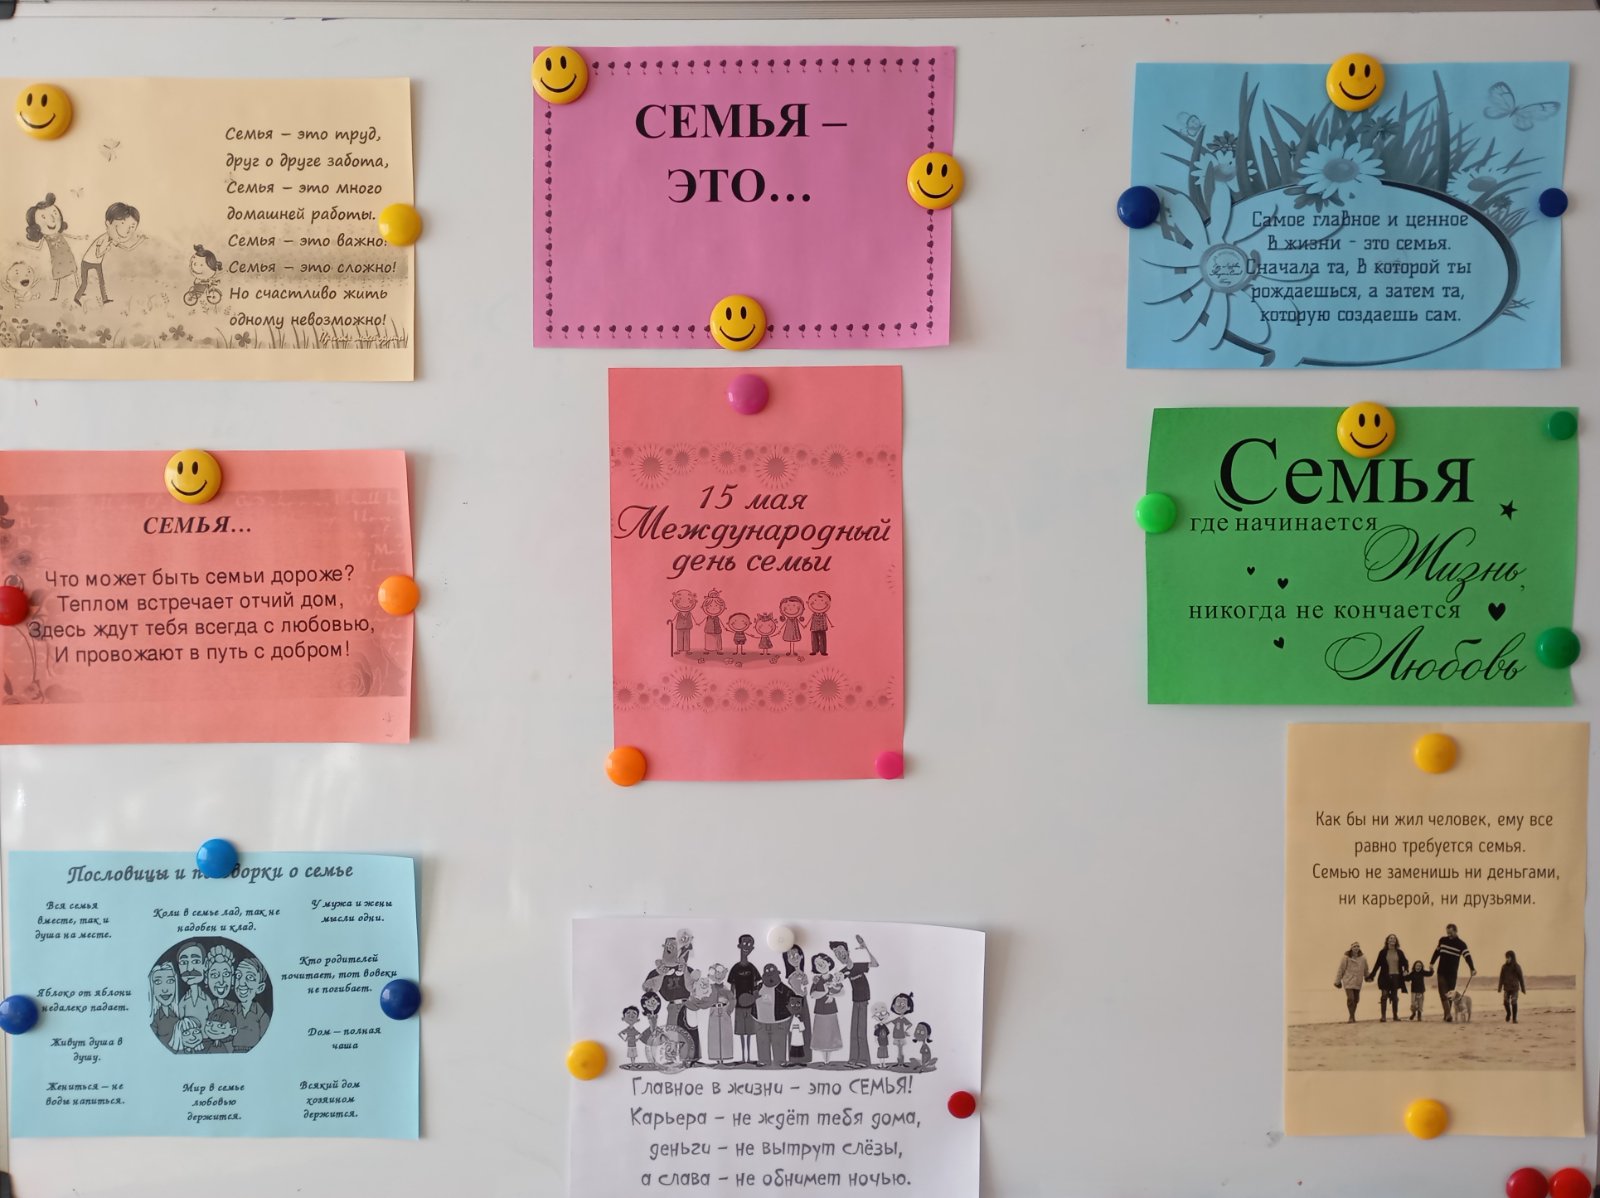 Семья – это труд,
друг о друге забота,
Семья – это много
домашней работы.
Семья – это важно!
Семья – это сложно!
Но счастливо жить
одному невозможно!
СЕМЬЯ –
ЭТО...
Самое главное и ценное
в жизни - это семья.
Сначала та, в которой ты
рождаешься, а затем та,
которую создаешь сам.
СЕМЬЯ...
Что может быть семьи дороже?
Теплом встречает отчий дом,
Здесь ждут тебя всегда с любовью,
И провожают в путь с добром!
15 мая
Международный
день семьи
Семья
где начинается
Жизнь,
никогда не кончается
Любовь
Пословицы и поговорки о семье
Вся семья
вместе, так и
душа на месте.
Коли в семье лад, так не
надобен и клад.
У мужа и жены
мысли одни.
Кто родителей
почитает, тот вовеки
не погибает.
Яблоко от яблони
недалеко падает.
Дом – полная
чаша
Живут душа в
душу.
Жениться – не
воды напиться.
Мир в семье
любовью
держится.
Всякий дом
хозяином
держится.
Главное в жизни – это СЕМЬЯ!
Карьера – не ждёт тебя дома,
деньги – не вытрут слёзы,
а слава – не обнимет ночью.
Как бы ни жил человек, ему все
равно требуется семья.
Семью не заменишь ни деньгами,
ни карьерой, ни друзьями.